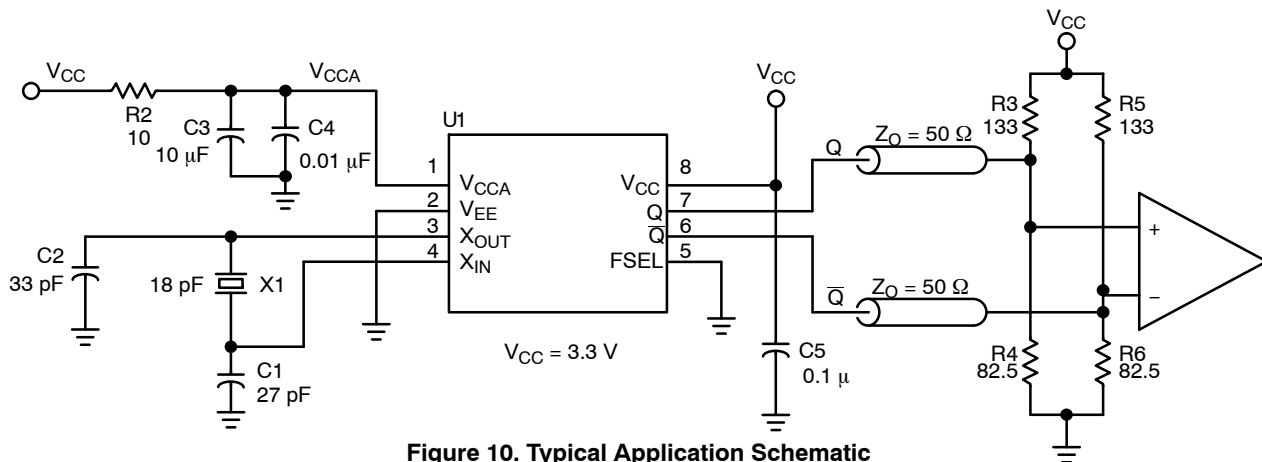 VCC
R2
10
C3
10 μF
VCCA
C4
0.01 μF
C2
33 pF
18 pF
X1
C1
27 pF
U1
1
VCCA
2
VEE
3
XOUT
4
XIN
VCC
8
Q
7
Q̅
6
FSEL
5
VCC = 3.3 V
VCC
C5
0.1 μ
Q
ZO = 50 Ω
Q̅
ZO = 50 Ω
VCC
R3
133
R5
133
+
−
R4
82.5
R6
82.5
Figure 10. Typical Application Schematic